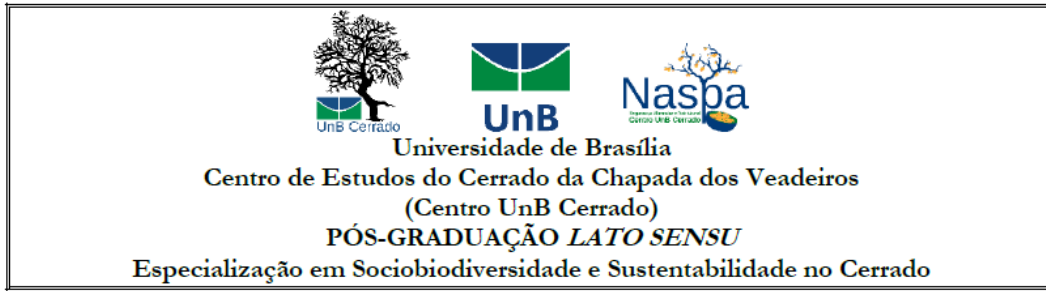 UnB Cerrado
UnB
Naspa
Centro UnB Cerrado
Universidade de Brasília
Centro de Estudos do Cerrado da Chapada dos Veadeiros
(Centro UnB Cerrado)
PÓS-GRADUAÇÃO LATO SENSU
Especialização em Sociobiodiversidade e Sustentabilidade no Cerrado